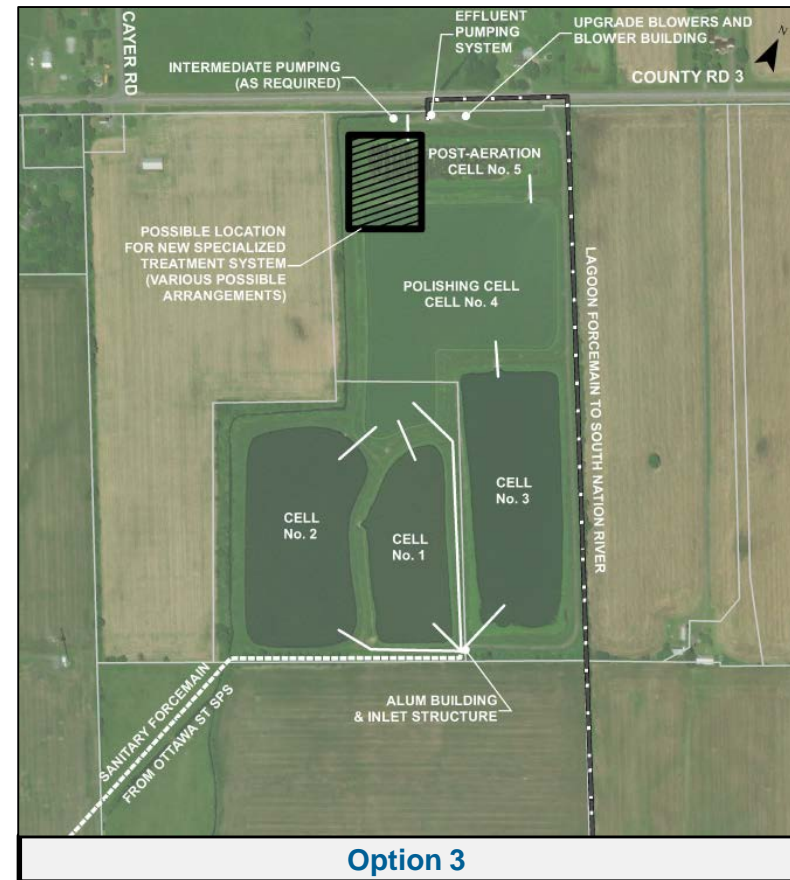 CAYER RD
EFFLUENT
PUMPING
SYSTEM
UPGRADE BLOWERS AND
BLOWER BUILDING
N
INTERMEDIATE PUMPING
(AS REQUIRED)
COUNTY RD 3
POST-AERATION
CELL No. 5
POSSIBLE LOCATION
FOR NEW SPECIALIZED
TREATMENT SYSTEM
(VARIOUS POSSIBLE
ARRANGEMENTS)
POLISHING CELL
CELL No. 4
LAGOON FORCEMAIN TO SOUTH NATION RIVER
CELL
No. 3
CELL
No. 2
CELL
No. 1
ALUM BUILDING
& INLET STRUCTURE
SANITARY FORCEMAIN
FROM OTTAWA ST SPS
Option 3